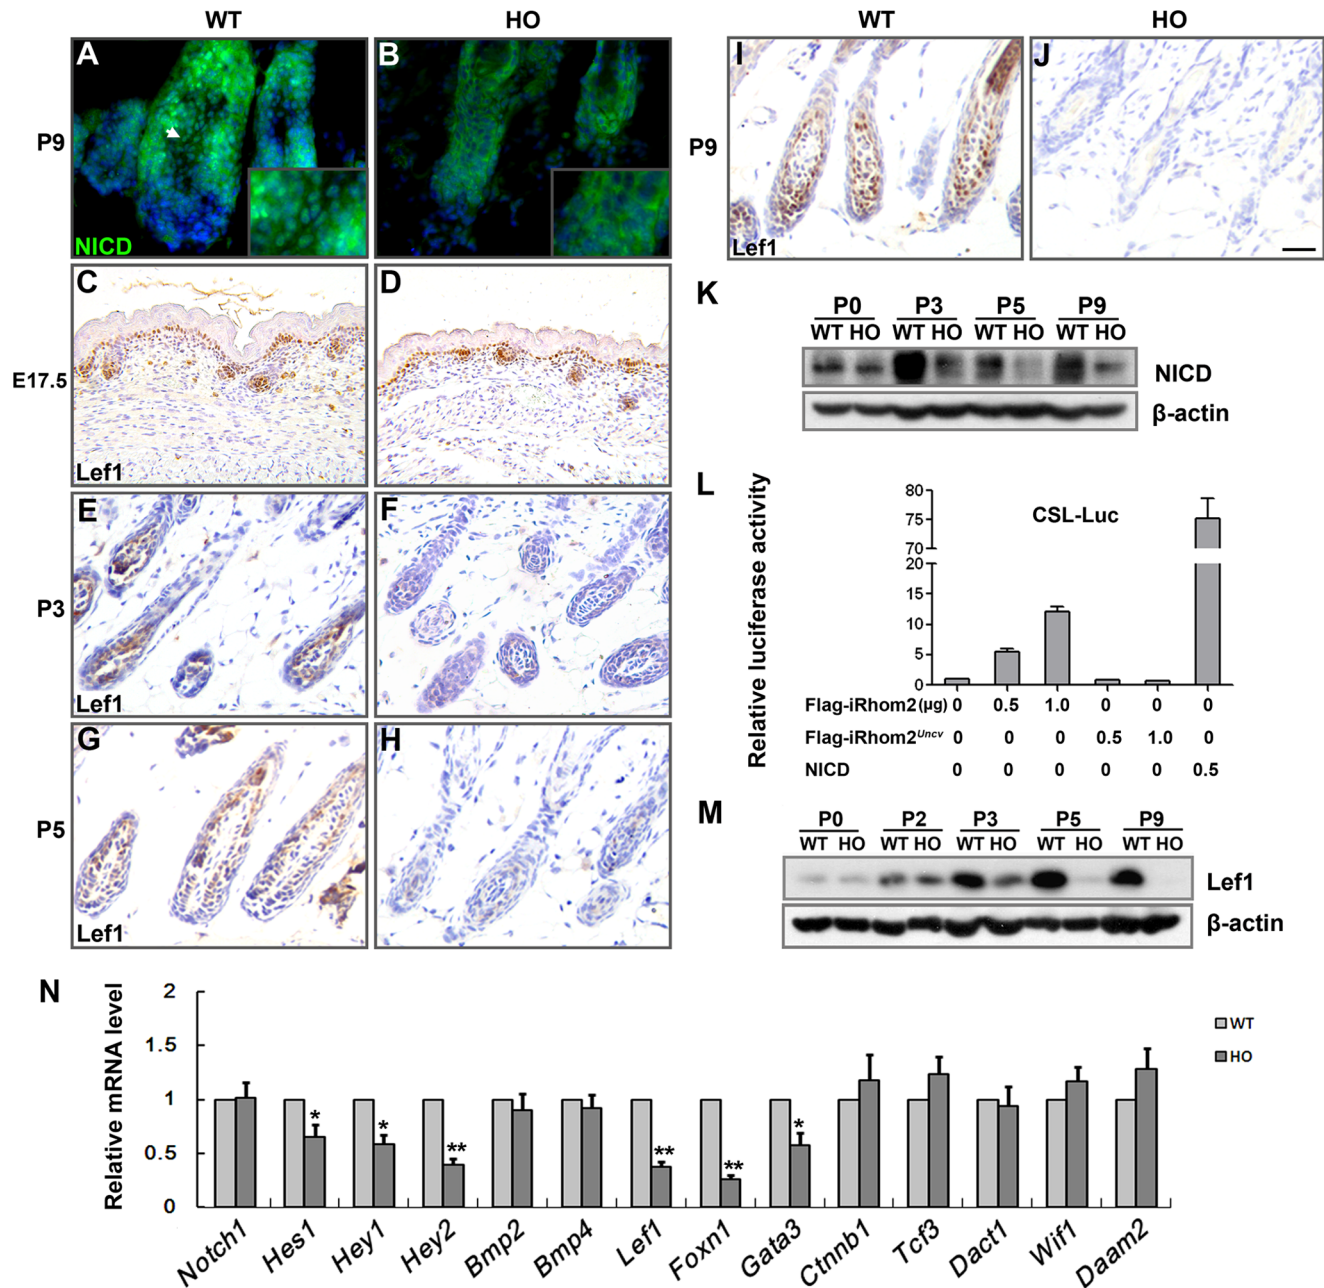 WT HO
A B
P9
NICD
C D
E17.5
Lef1
E F
P3
Lef1
G H
P5
Lef1
WT HO
I J
P9
Lef1
K
P0 P3 P5 P9
WT HO WT HO WT HO WT HO
NICD
β-actin
L
Relative luciferase activity
CSL-Luc
80
75
70
20
15
10
5
0
Flag-iRhom2 (µg) 0 0.5 1.0 0 0 0
Flag-iRhom2Uncv 0 0 0 0.5 1.0 0
NICD 0 0 0 0 0 0.5
M
P0 P2 P3 P5 P9
WT HO WT HO WT HO WT HO WT HO
Lef1
β-actin
N
Relative mRNA level
2
1.5
1
0.5
0
* * ** ** ** *
WT
HO
Notch1 Hes1 Hey1 Hey2 Bmp2 Bmp4 Lef1 Foxn1 Gata3 Ctnnb1 Tcf3 Dact1 Wif1 Daam2